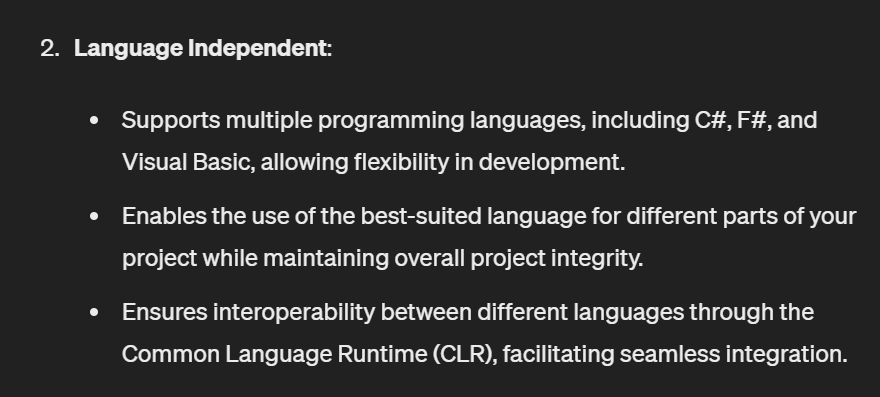 2. Language Independent:
• Supports multiple programming languages, including C#, F#, and
Visual Basic, allowing flexibility in development.
• Enables the use of the best-suited language for different parts of your
project while maintaining overall project integrity.
• Ensures interoperability between different languages through the
Common Language Runtime (CLR), facilitating seamless integration.